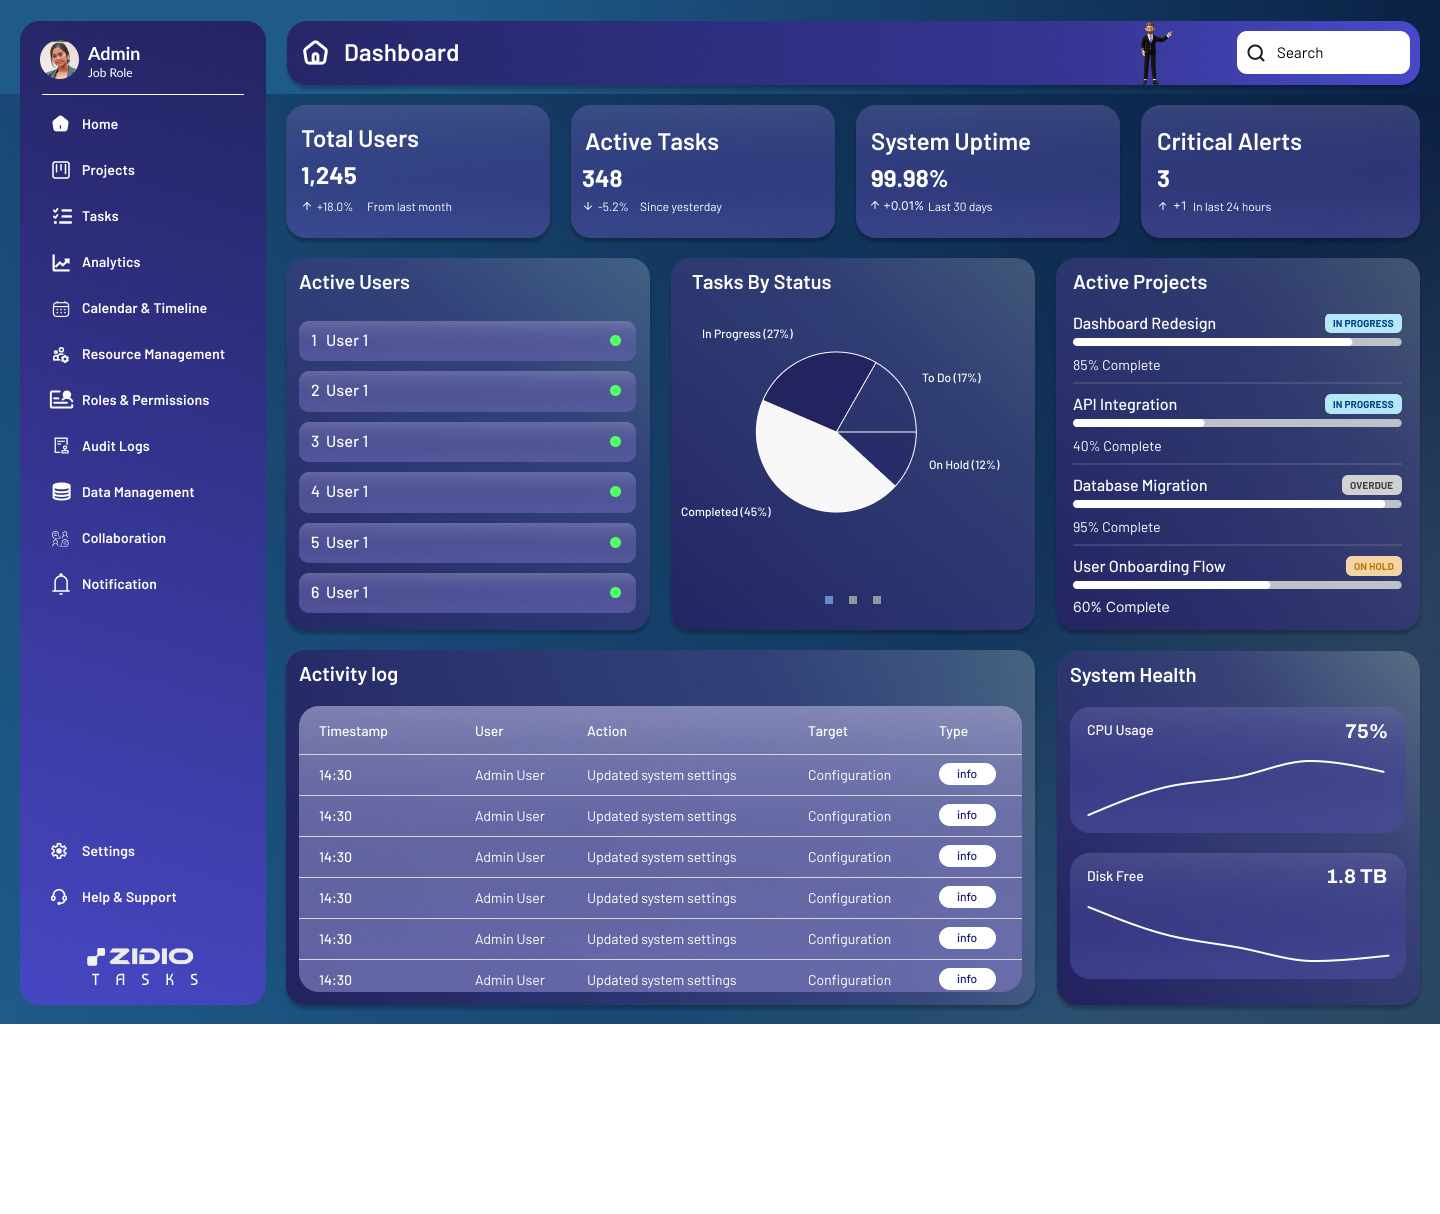 Admin
Job Role
Home
Projects
Tasks
Analytics
Calendar & Timeline
Resource Management
Roles & Permissions
Audit Logs
Data Management
Collaboration
Notification
Settings
Help & Support
ZIDIO
TASKS
Dashboard
Search
Total Users
1,245
+18.0% From last month
Active Tasks
348
-5.2% Since yesterday
System Uptime
99.98%
+0.01% Last 30 days
Critical Alerts
3
+1 In last 24 hours
Active Users
1 User 1
2 User 1
3 User 1
4 User 1
5 User 1
6 User 1
Tasks By Status
In Progress (27%)
To Do (17%)
On Hold (12%)
Completed (45%)
Active Projects
Dashboard Redesign IN PROGRESS
85% Complete
API Integration IN PROGRESS
40% Complete
Database Migration OVERDUE
95% Complete
User Onboarding Flow ON HOLD
60% Complete
Activity log
Timestamp User Action Target Type
14:30 Admin User Updated system settings Configuration info
14:30 Admin User Updated system settings Configuration info
14:30 Admin User Updated system settings Configuration info
14:30 Admin User Updated system settings Configuration info
14:30 Admin User Updated system settings Configuration info
14:30 Admin User Updated system settings Configuration info
System Health
CPU Usage 75%
Disk Free 1.8 TB